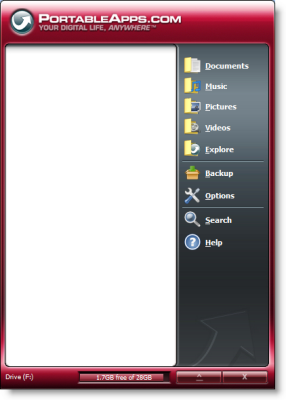 PORTABLEAPPS.COM
YOUR DIGITAL LIFE, ANYWHERE™
Documents
Music
Pictures
Videos
Explore
Backup
Options
Search
Help
Drive (F:)
1.7GB free of 28GB
^
X